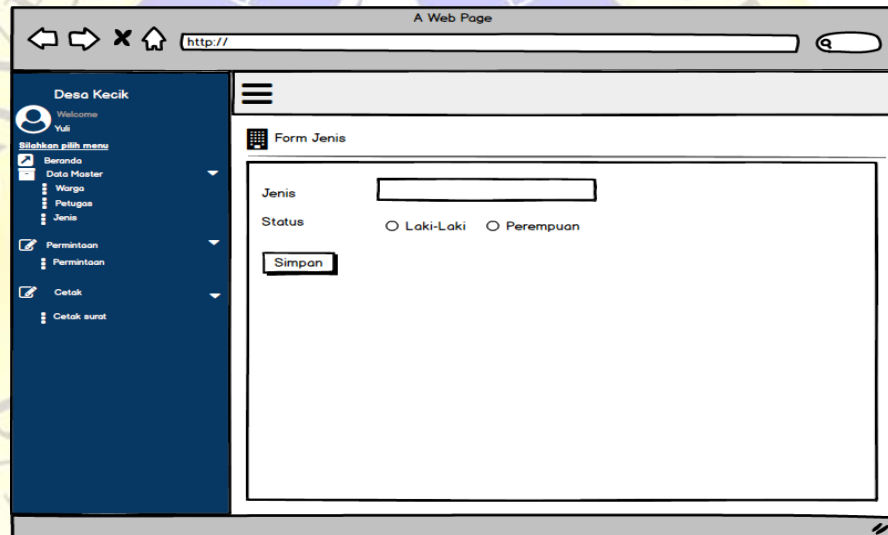 A Web Page
http://
Desa Kecik
Welcome
Yuli
Silahkan pilih menu
Beranda
Data Master
Warga
Petugas
Jenis
Permintaan
Permintaan
Cetak
Cetak surat
Form Jenis
Jenis
Status
Laki-Laki Perempuan
Simpan